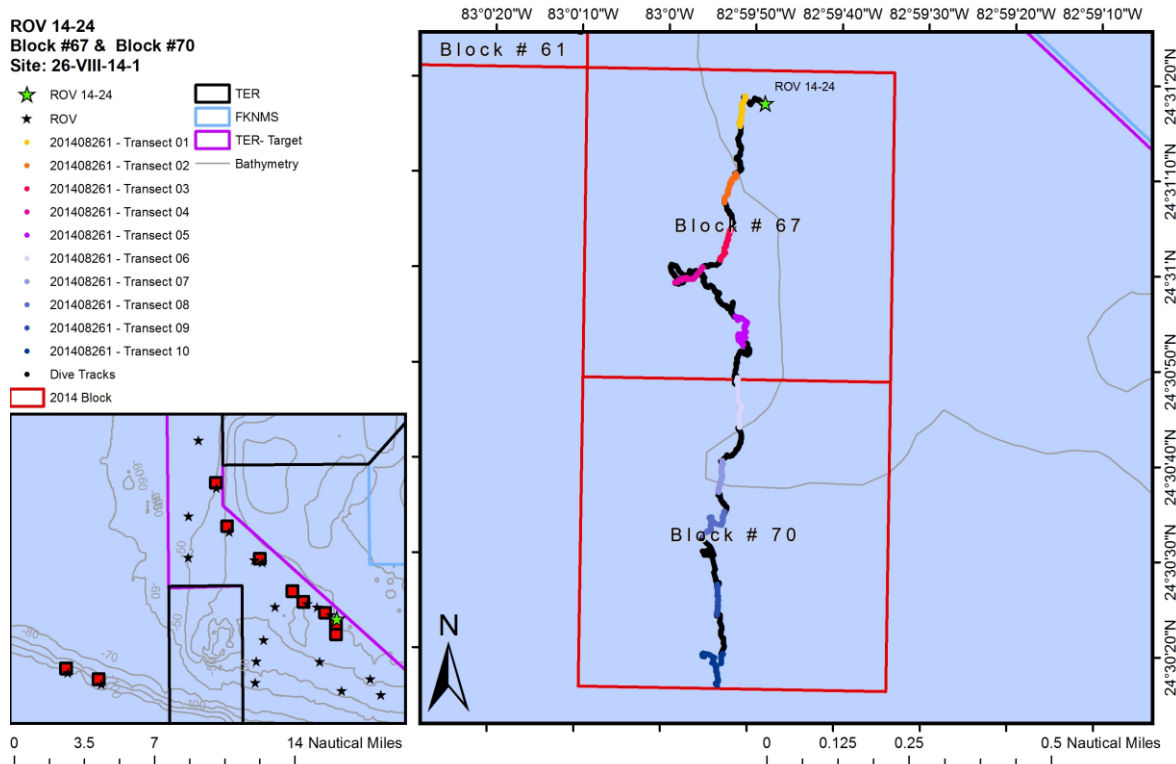 ROV 14-24
Block #67 & Block #70
Site: 26-VIII-14-1
ROV 14-24
ROV
201408261 - Transect 01
201408261 - Transect 02
201408261 - Transect 03
201408261 - Transect 04
201408261 - Transect 05
201408261 - Transect 06
201408261 - Transect 07
201408261 - Transect 08
201408261 - Transect 09
201408261 - Transect 10
Dive Tracks
2014 Block
TER
FKNMS
TER- Target
Bathymetry
83°0'20"W 83°0'10"W 83°0'W 82°59'50"W 82°59'40"W 82°59'30"W 82°59'20"W 82°59'10"W
Block # 61
ROV 14-24
Block # 67
Block # 70
N
24°31'20"N
24°31'10"N
24°31'N
24°30'50"N
24°30'40"N
24°30'30"N
24°30'20"N
-50
-50
-60
-80
-70
-100
0 3.5 7 14 Nautical Miles
0 0.125 0.25 0.5 Nautical Miles